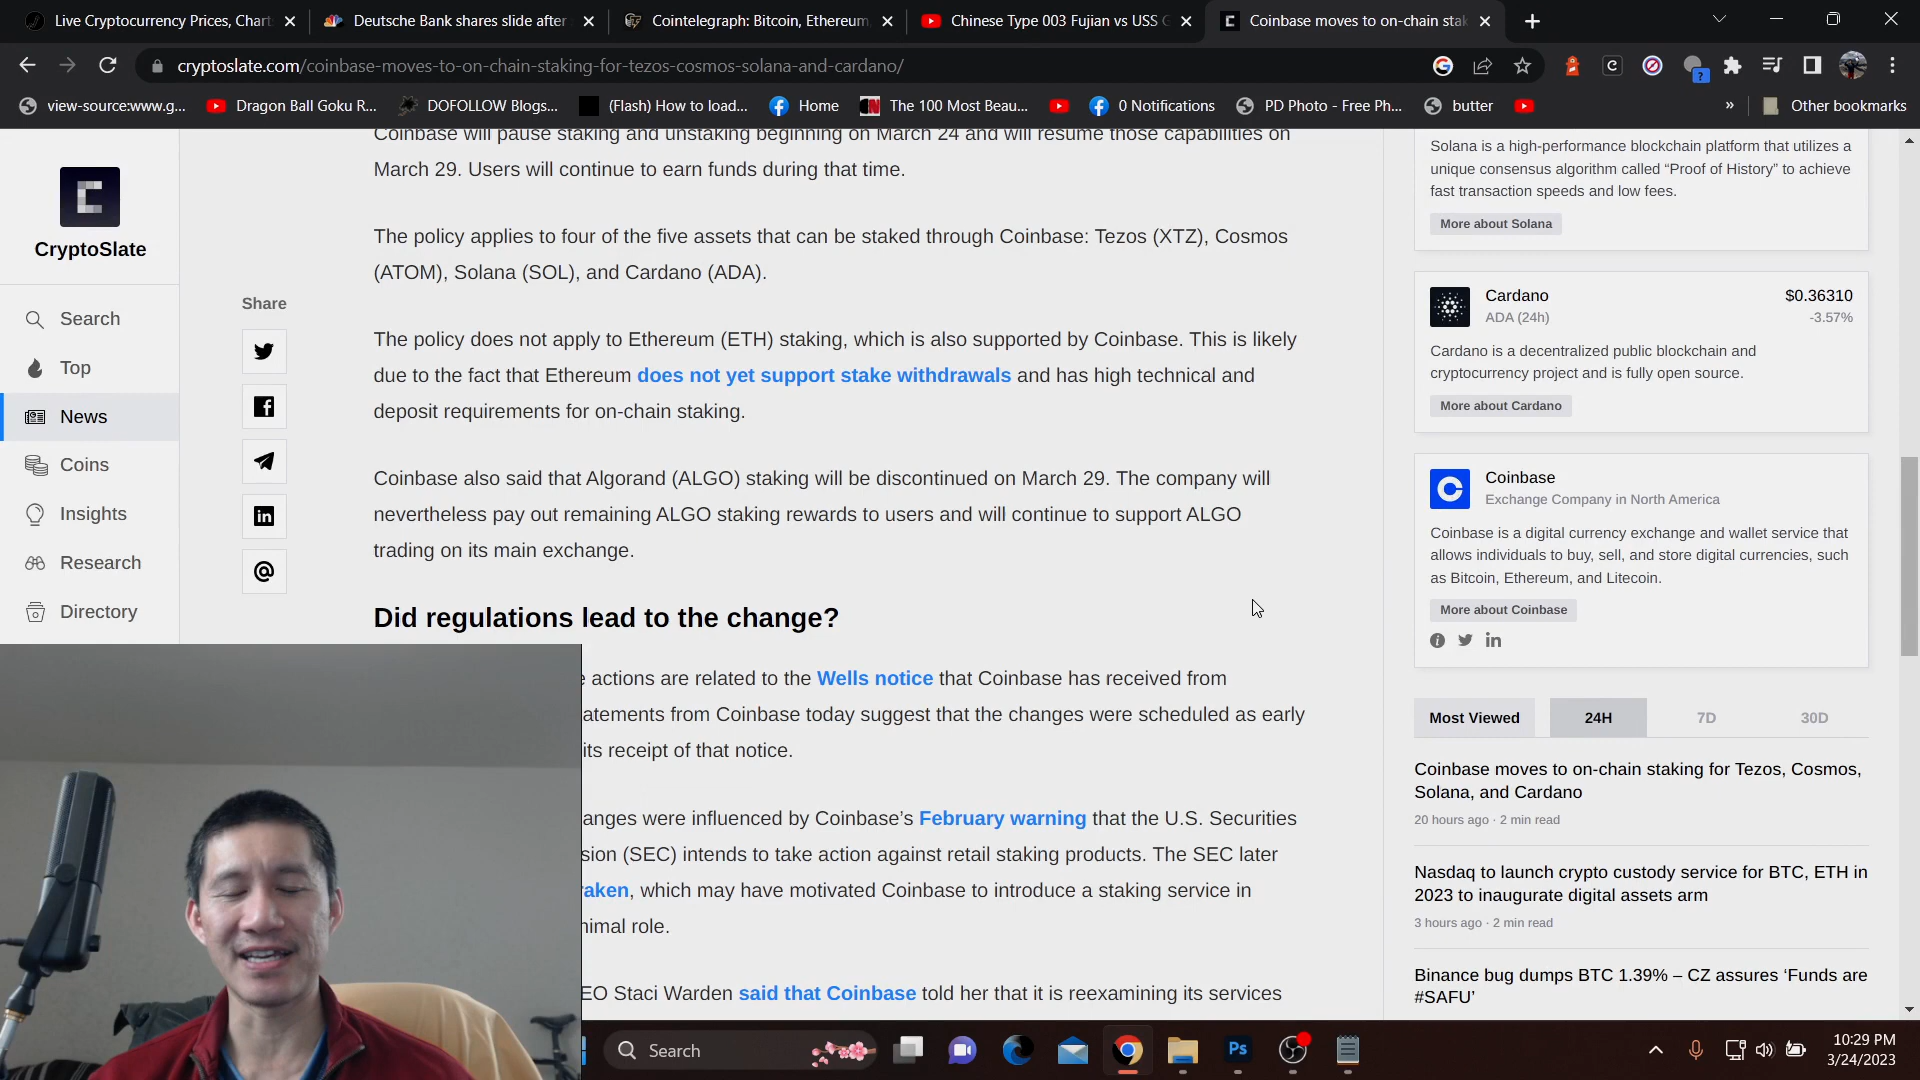 Live Cryptocurrency Prices, Chart
Deutsche Bank shares slide after
Cointelegraph: Bitcoin, Ethereum,
Chinese Type 003 Fujian vs USS G
Coinbase moves to on-chain stak
cryptoslate.com/coinbase-moves-to-on-chain-staking-for-tezos-cosmos-solana-and-cardano/
view-source:www.g...
Dragon Ball Goku R...
DOFOLLOW Blogs...
(Flash) How to load...
Home
The 100 Most Beau...
0 Notifications
PD Photo - Free Ph...
butter
»
Other bookmarks
CryptoSlate
Search
Top
News
Coins
Insights
Research
Directory
Share
Coinbase will pause staking and unstaking beginning on March 24 and will resume those capabilities on
March 29. Users will continue to earn funds during that time.
The policy applies to four of the five assets that can be staked through Coinbase: Tezos (XTZ), Cosmos
(ATOM), Solana (SOL), and Cardano (ADA).
The policy does not apply to Ethereum (ETH) staking, which is also supported by Coinbase. This is likely
due to the fact that Ethereum does not yet support stake withdrawals and has high technical and
deposit requirements for on-chain staking.
Coinbase also said that Algorand (ALGO) staking will be discontinued on March 29. The company will
nevertheless pay out remaining ALGO staking rewards to users and will continue to support ALGO
trading on its main exchange.
Did regulations lead to the change?
actions are related to the Wells notice that Coinbase has received from
atements from Coinbase today suggest that the changes were scheduled as early
its receipt of that notice.
anges were influenced by Coinbase's February warning that the U.S. Securities
sion (SEC) intends to take action against retail staking products. The SEC later
raken, which may have motivated Coinbase to introduce a staking service in
nimal role.
EO Staci Warden said that Coinbase told her that it is reexamining its services
Solana is a high-performance blockchain platform that utilizes a
unique consensus algorithm called “Proof of History” to achieve
fast transaction speeds and low fees.
More about Solana
Cardano
$0.36310
ADA (24h)
-3.57%
Cardano is a decentralized public blockchain and
cryptocurrency project and is fully open source.
More about Cardano
Coinbase
Exchange Company in North America
Coinbase is a digital currency exchange and wallet service that
allows individuals to buy, sell, and store digital currencies, such
as Bitcoin, Ethereum, and Litecoin.
More about Coinbase
Most Viewed
24H
7D
30D
Coinbase moves to on-chain staking for Tezos, Cosmos,
Solana, and Cardano
20 hours ago · 2 min read
Nasdaq to launch crypto custody service for BTC, ETH in
2023 to inaugurate digital assets arm
3 hours ago · 2 min read
Binance bug dumps BTC 1.39% – CZ assures ‘Funds are
#SAFU’
Search
Ps
10:29 PM
3/24/2023